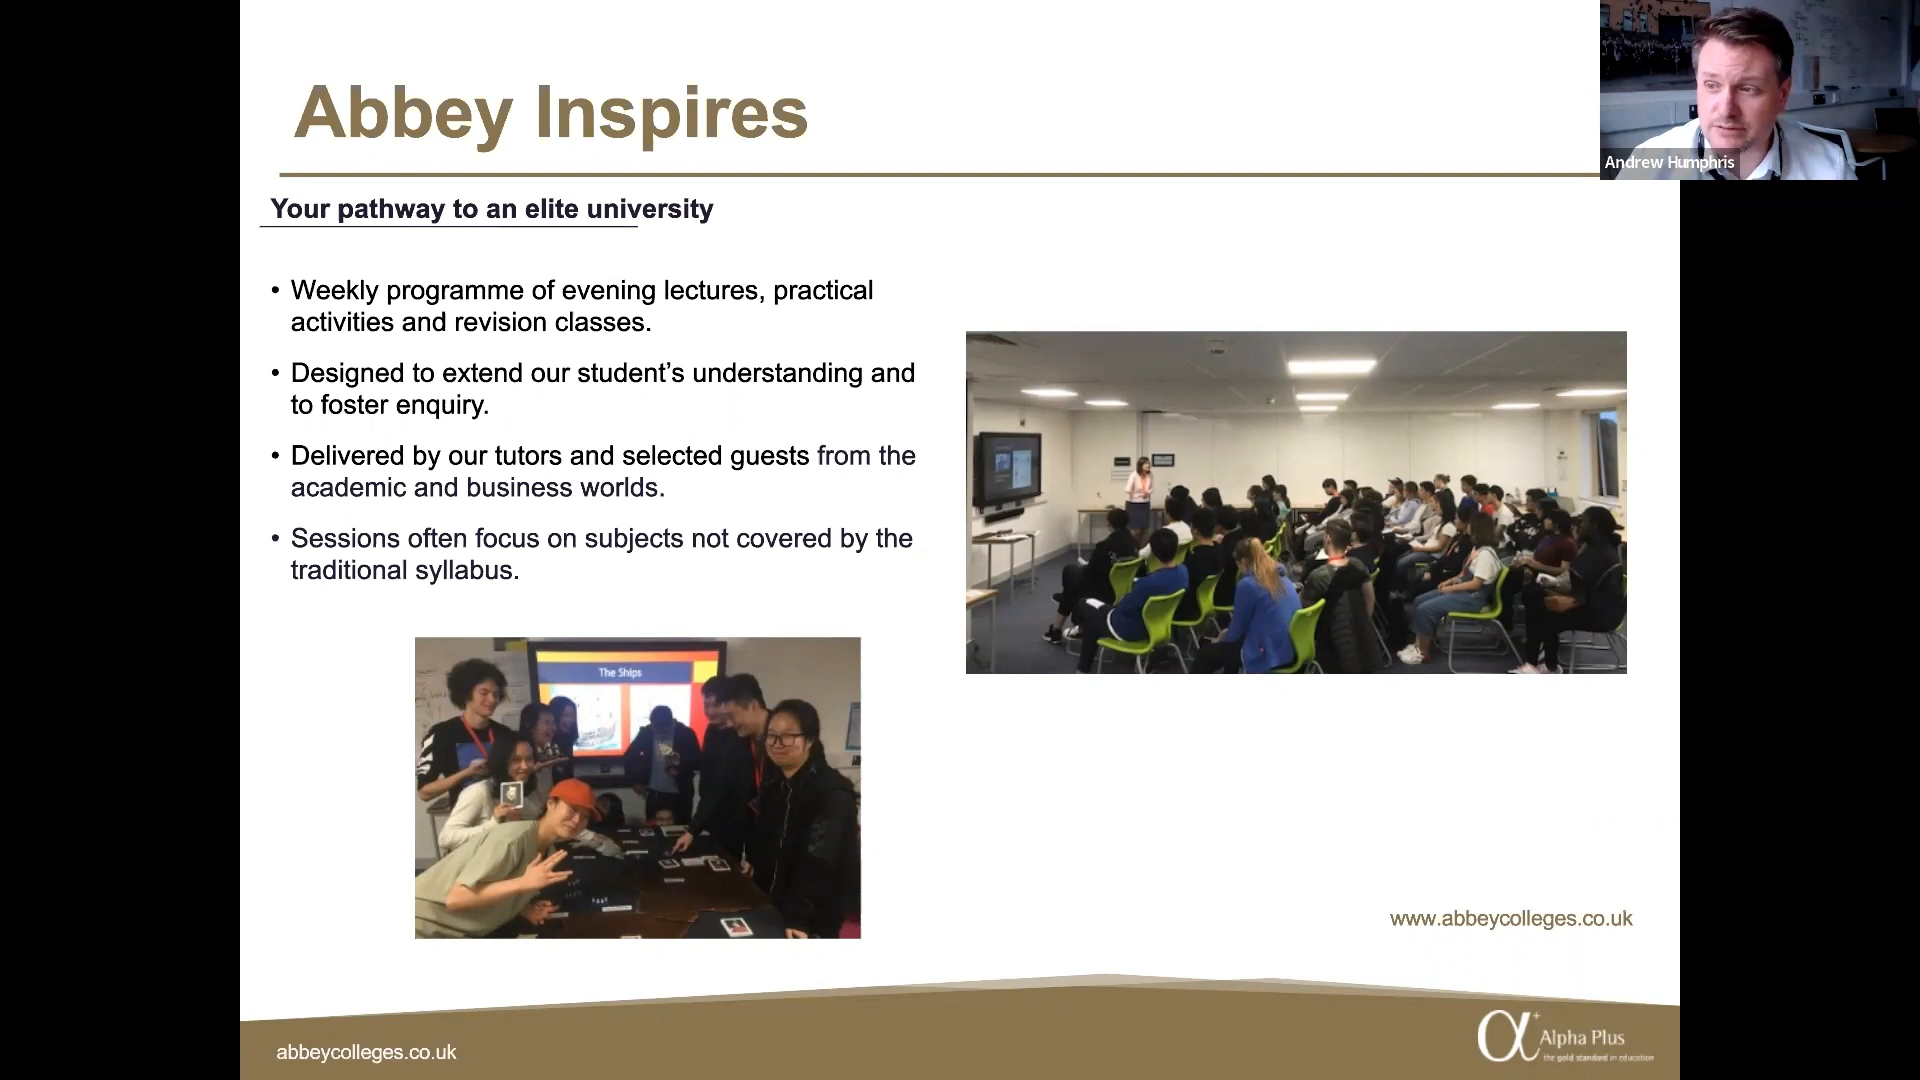 Abbey Inspires
Andrew Humphris
Your pathway to an elite university
• Weekly programme of evening lectures, practical
activities and revision classes.
• Designed to extend our student’s understanding and
to foster enquiry.
• Delivered by our tutors and selected guests from the
academic and business worlds.
• Sessions often focus on subjects not covered by the
traditional syllabus.
The Ships
www.abbeycolleges.co.uk
abbeycolleges.co.uk
α+ Alpha Plus
the gold standard in education